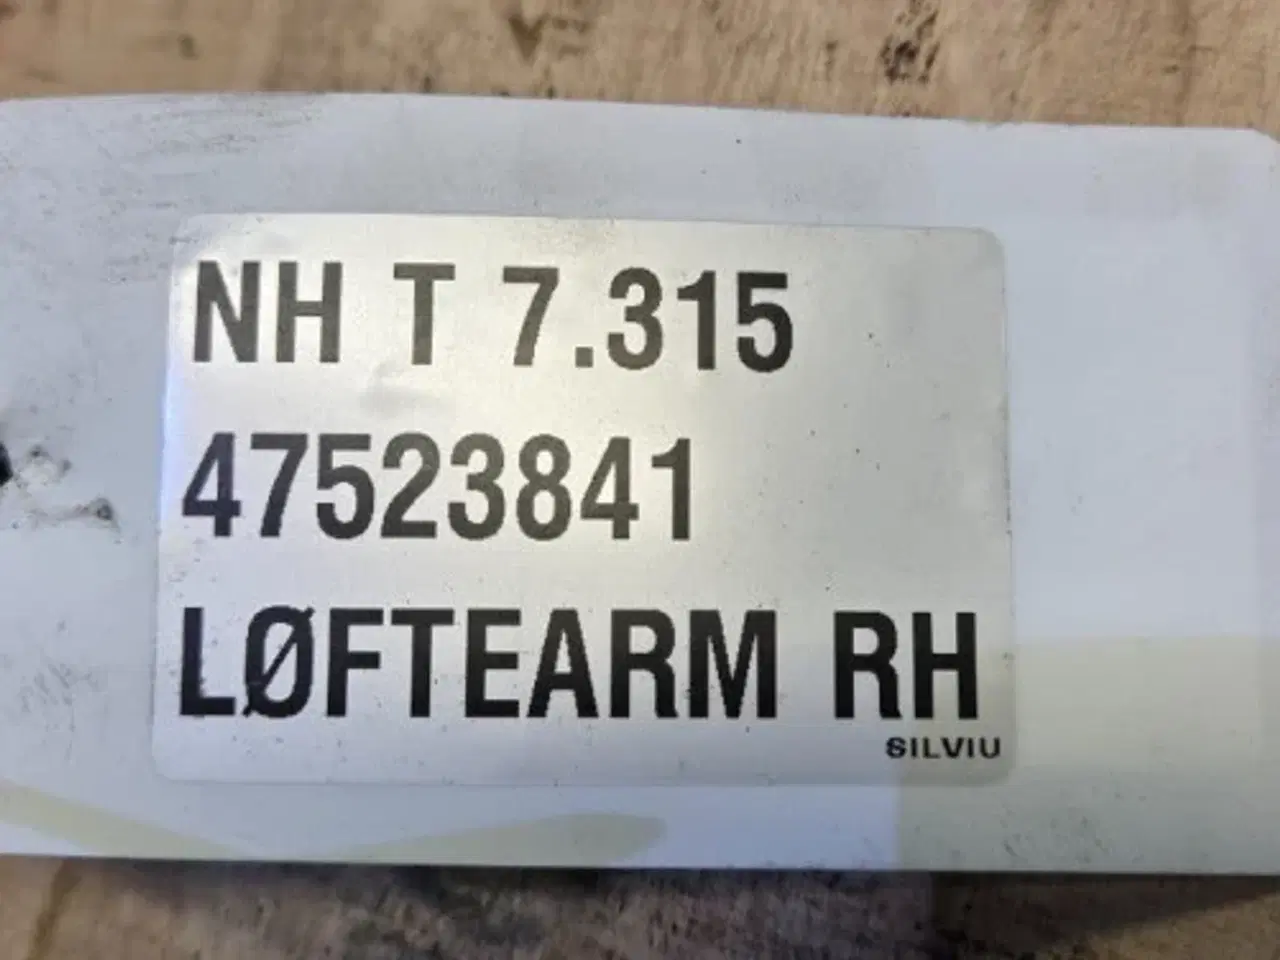 NH T 7.315
47523841
LØFTEARM RH
SILVIU